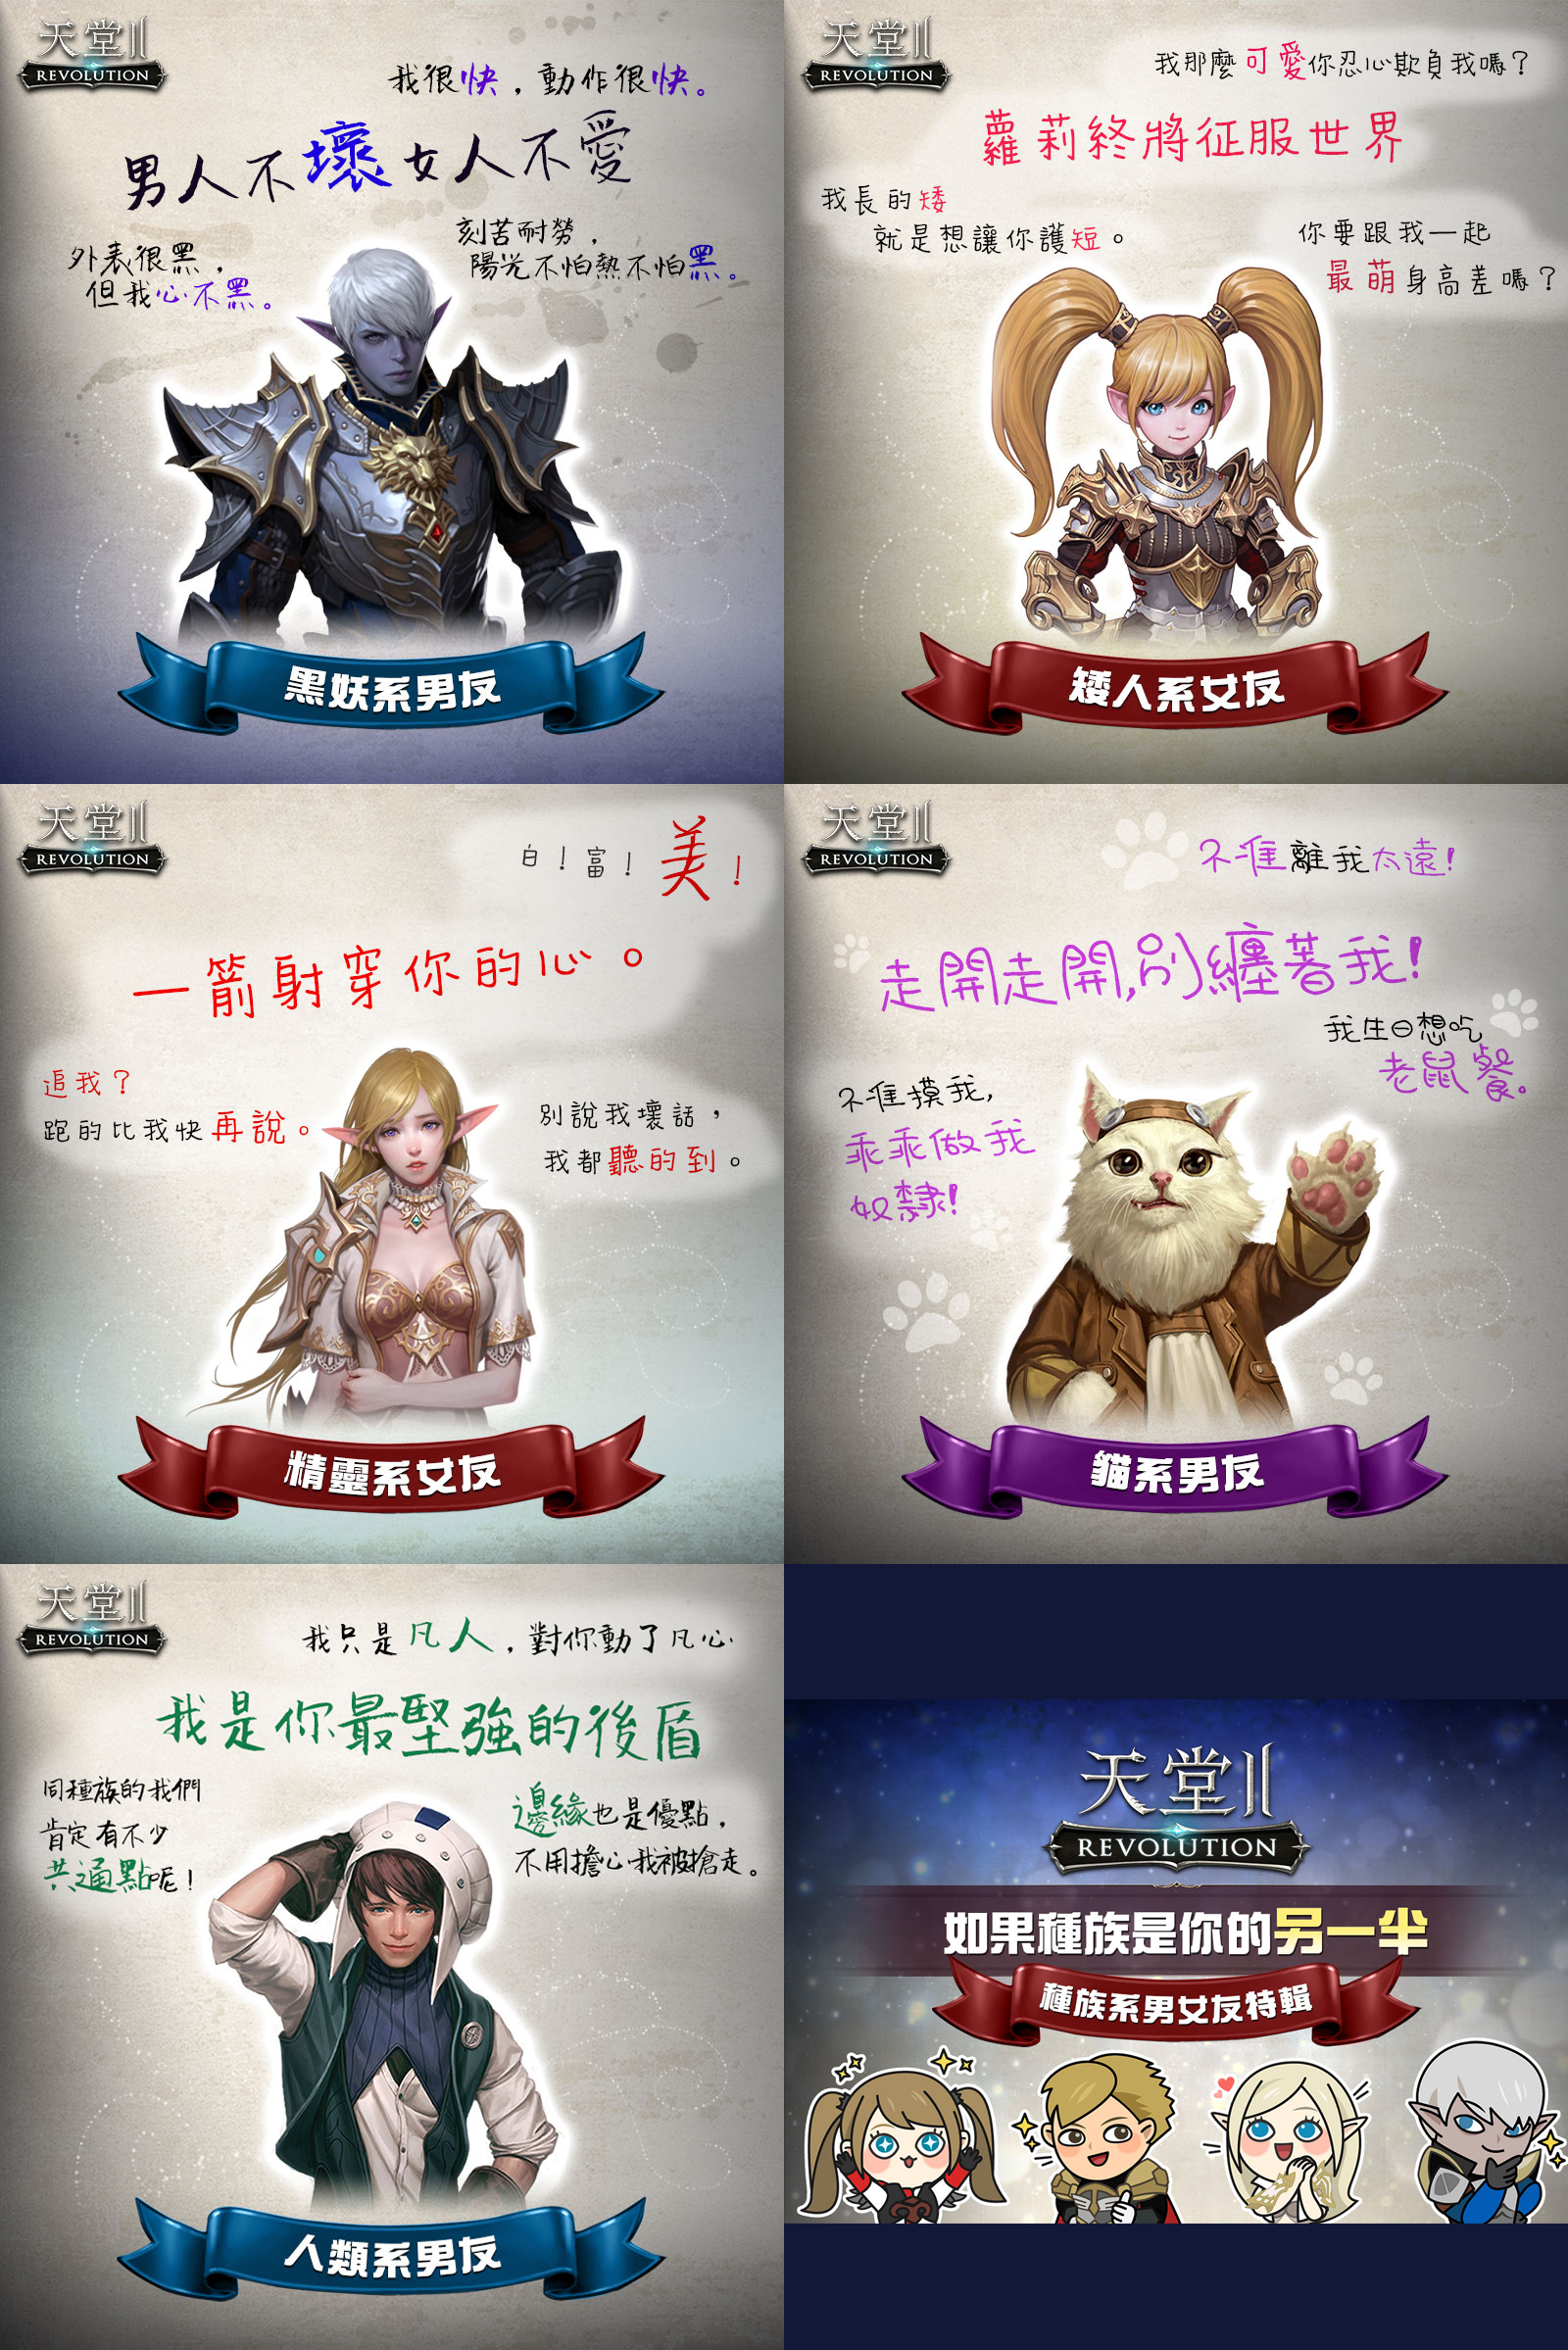 天堂II
REVOLUTION
我很快，動作很快。
男人不壞女人不愛
外表很黑，
但我心不黑。
刻苦耐勞，
陽光不怕熱不怕黑。
黑妖系男友
天堂II
REVOLUTION
我那麼可愛你忍心欺負我嗎？
蘿莉終將征服世界
我長的矮
就是想讓你護短。
你要跟我一起
最萌身高差嗎？
矮人系女友
天堂II
REVOLUTION
白！富！美！
一箭射穿你的心。
追我？
跑的比我快再說。
別說我壞話，
我都聽的到。
精靈系女友
天堂II
REVOLUTION
不准離我太遠！
走開走開,別纏著我！
我生日想吃
老鼠餐。
不准摸我,
乖乖做我
奴隸！
貓系男友
天堂II
REVOLUTION
我只是凡人，對你動了凡心
我是你最堅強的後盾
同種族的我們
肯定有不少
共通點呢！
邊緣也是優點，
不用擔心我被搶走。
人類系男友
天堂II
REVOLUTION
如果種族是你的另一半
種族系男女友特輯